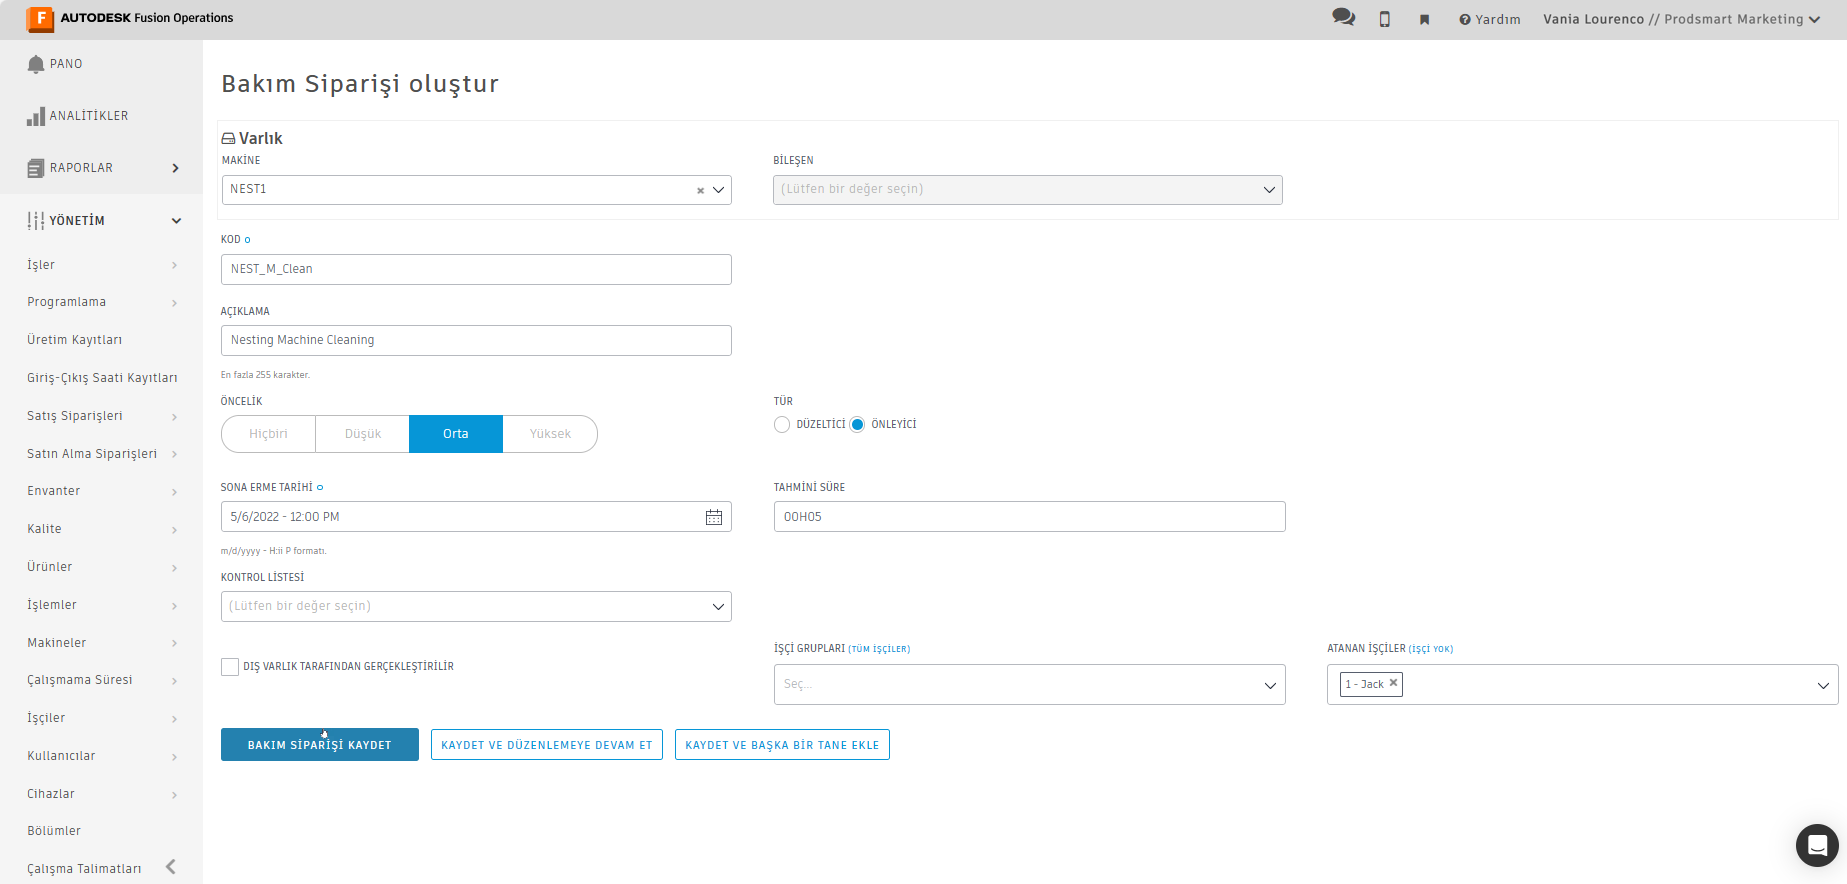 AUTODESK Fusion Operations
Yardım
Vania Lourenco // Prodsmart Marketing
PANO
ANALİTİKLER
RAPORLAR
YÖNETİM
İşler
Programlama
Üretim Kayıtları
Giriş-Çıkış Saati Kayıtları
Satış Siparişleri
Satın Alma Siparişleri
Envanter
Kalite
Ürünler
İşlemler
Makineler
Çalışmama Süresi
İşçiler
Kullanıcılar
Cihazlar
Bölümler
Çalışma Talimatları
Bakım Siparişi oluştur
Varlık
MAKİNE
BİLEŞEN
NEST1
(Lütfen bir değer seçin)
KOD
NEST_M_Clean
AÇIKLAMA
Nesting Machine Cleaning
En fazla 255 karakter.
ÖNCELİK
TÜR
Hiçbiri
Düşük
Orta
Yüksek
DÜZELTİCİ
ÖNLEYİCİ
SONA ERME TARİHİ
TAHMİNİ SÜRE
5/6/2022 - 12:00 PM
00H05
m/d/yyyy - H:ii P formatı.
KONTROL LİSTESİ
(Lütfen bir değer seçin)
DIŞ VARLIK TARAFINDAN GERÇEKLEŞTİRİLİR
İŞÇİ GRUPLARI (TÜM İŞÇİLER)
Seç...
ATANAN İŞÇİLER (İŞÇİ YOK)
1 - Jack
BAKIM SİPARİŞİ KAYDET
KAYDET VE DÜZENLEMEYE DEVAM ET
KAYDET VE BAŞKA BİR TANE EKLE